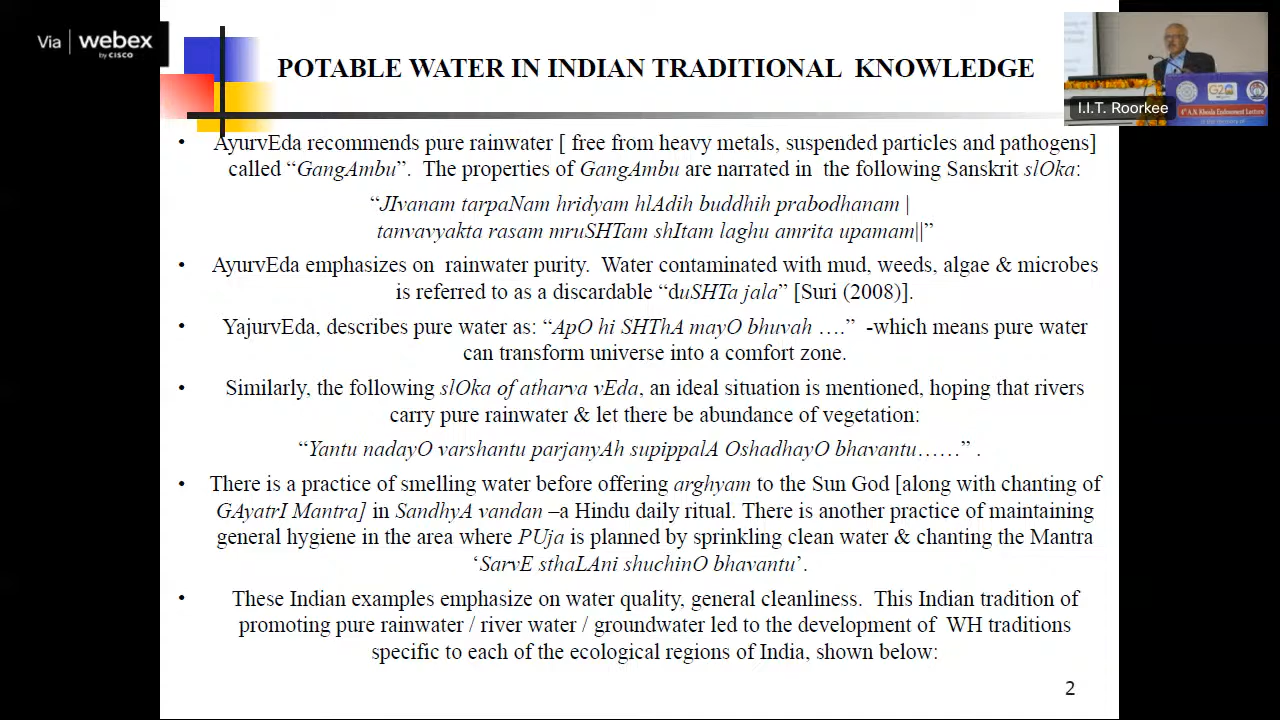 Via webex
by CISCO
POTABLE WATER IN INDIAN TRADITIONAL KNOWLEDGE
I.I.T. Roorkee
G20
A.N. Khosla Endowment Lecture
• AyurvEda recommends pure rainwater [ free from heavy metals, suspended particles and pathogens]
called “GangAmbu”. The properties of GangAmbu are narrated in the following Sanskrit slOka:
“JIvanam tarpaNam hridyam hlAdih buddhih prabodhanam |
tanvavyakta rasam mruSHTam shItam laghu amrita upamam||”
• AyurvEda emphasizes on rainwater purity. Water contaminated with mud, weeds, algae & microbes
is referred to as a discardable “duSHTa jala” [Suri (2008)].
• YajurvEda, describes pure water as: “ApO hi SHThA mayO bhuvah ….” -which means pure water
can transform universe into a comfort zone.
• Similarly, the following slOka of atharva vEda, an ideal situation is mentioned, hoping that rivers
carry pure rainwater & let there be abundance of vegetation:
“Yantu nadayO varshantu parjanyAh supippalA OshadhayO bhavantu……” .
• There is a practice of smelling water before offering arghyam to the Sun God [along with chanting of
GAyatrI Mantra] in SandhyA vandan –a Hindu daily ritual. There is another practice of maintaining
general hygiene in the area where PUja is planned by sprinkling clean water & chanting the Mantra
‘SarvE sthaLAni shuchinO bhavantu’.
• These Indian examples emphasize on water quality, general cleanliness. This Indian tradition of
promoting pure rainwater / river water / groundwater led to the development of WH traditions
specific to each of the ecological regions of India, shown below:
2